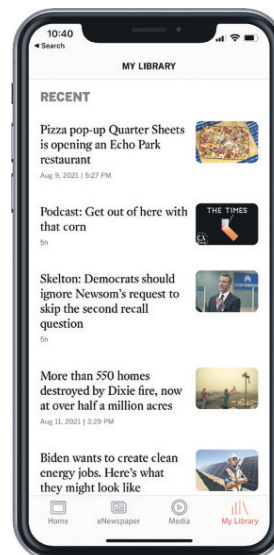 10:40
Search
MY LIBRARY
RECENT
Pizza pop-up Quarter Sheets
is opening an Echo Park
restaurant
Aug 9, 2021 | 5:27 PM
Podcast: Get out of here with
that corn
5h
THE TIMES
Skelton: Democrats should
ignore Newsom’s request to
skip the second recall
question
5h
More than 550 homes
destroyed by Dixie fire, now
at over half a million acres
Aug 11, 2021 | 3:29 PM
Biden wants to create clean
energy jobs. Here’s what
they might look like
Home
eNewspaper
Media
My Library